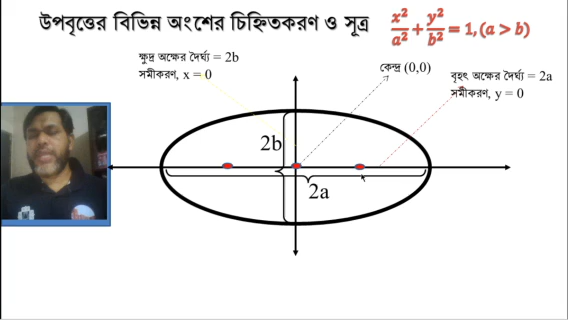 উপবৃত্তের বিভিন্ন অংশের চিহ্নিতকরণ ও সূত্র
x²/a² + y²/b² = 1, (a > b)
ক্ষুদ্র অক্ষের দৈর্ঘ্য = 2b
সমীকরণ, x = 0
কেন্দ্র (0,0)
বৃহৎ অক্ষের দৈর্ঘ্য = 2a
সমীকরণ, y = 0
2b
2a